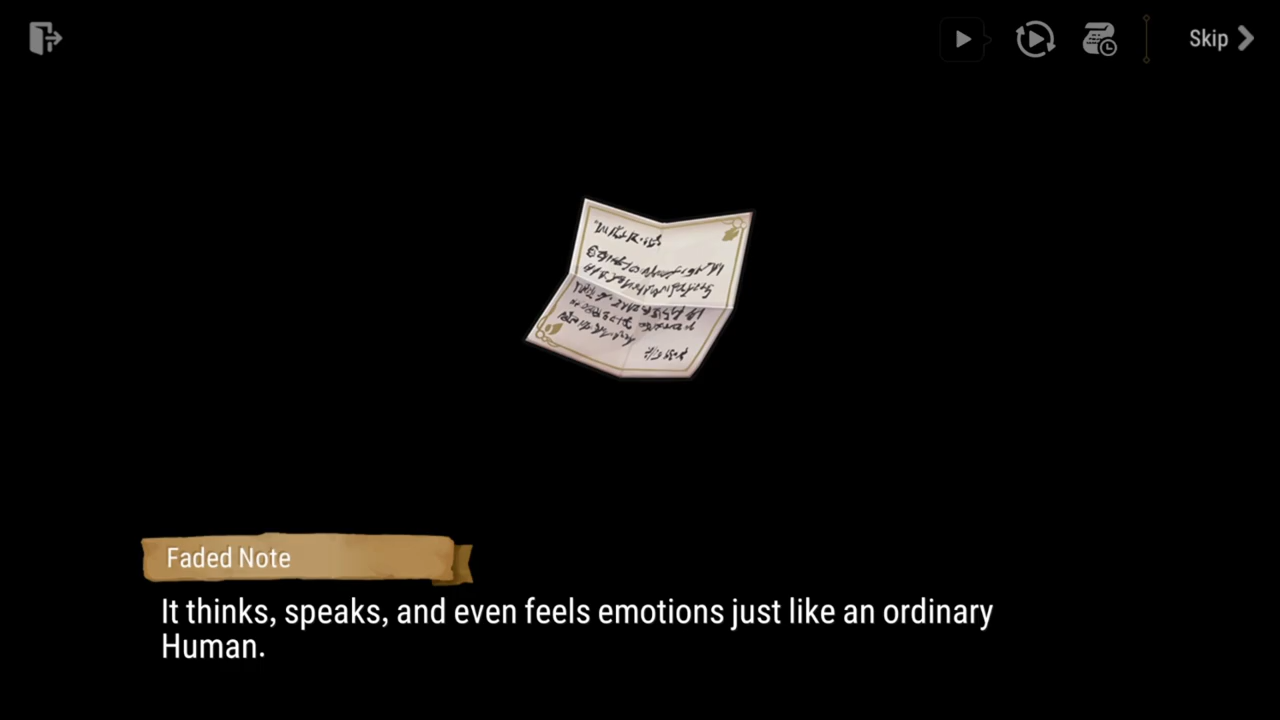 Skip
Faded Note
It thinks, speaks, and even feels emotions just like an ordinary
Human.